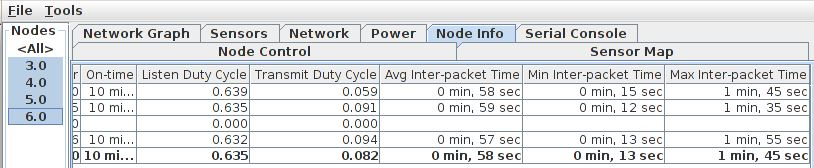 File Tools
Nodes
<All>
3.0
4.0
5.0
6.0
Network Graph Sensors Network Power Node Info Serial Console
Node Control Sensor Map
r On-time Listen Duty Cycle Transmit Duty Cycle Avg Inter-packet Time Min Inter-packet Time Max Inter-packet Time
0 10 mi... 0.639 0.059 0 min, 58 sec 0 min, 15 sec 1 min, 45 sec
5 10 mi... 0.635 0.091 0 min, 59 sec 0 min, 12 sec 1 min, 35 sec
0 0.000 0.000
6 10 mi... 0.632 0.094 0 min, 57 sec 0 min, 13 sec 1 min, 55 sec
0 10 mi... 0.635 0.082 0 min, 58 sec 0 min, 13 sec 1 min, 45 sec